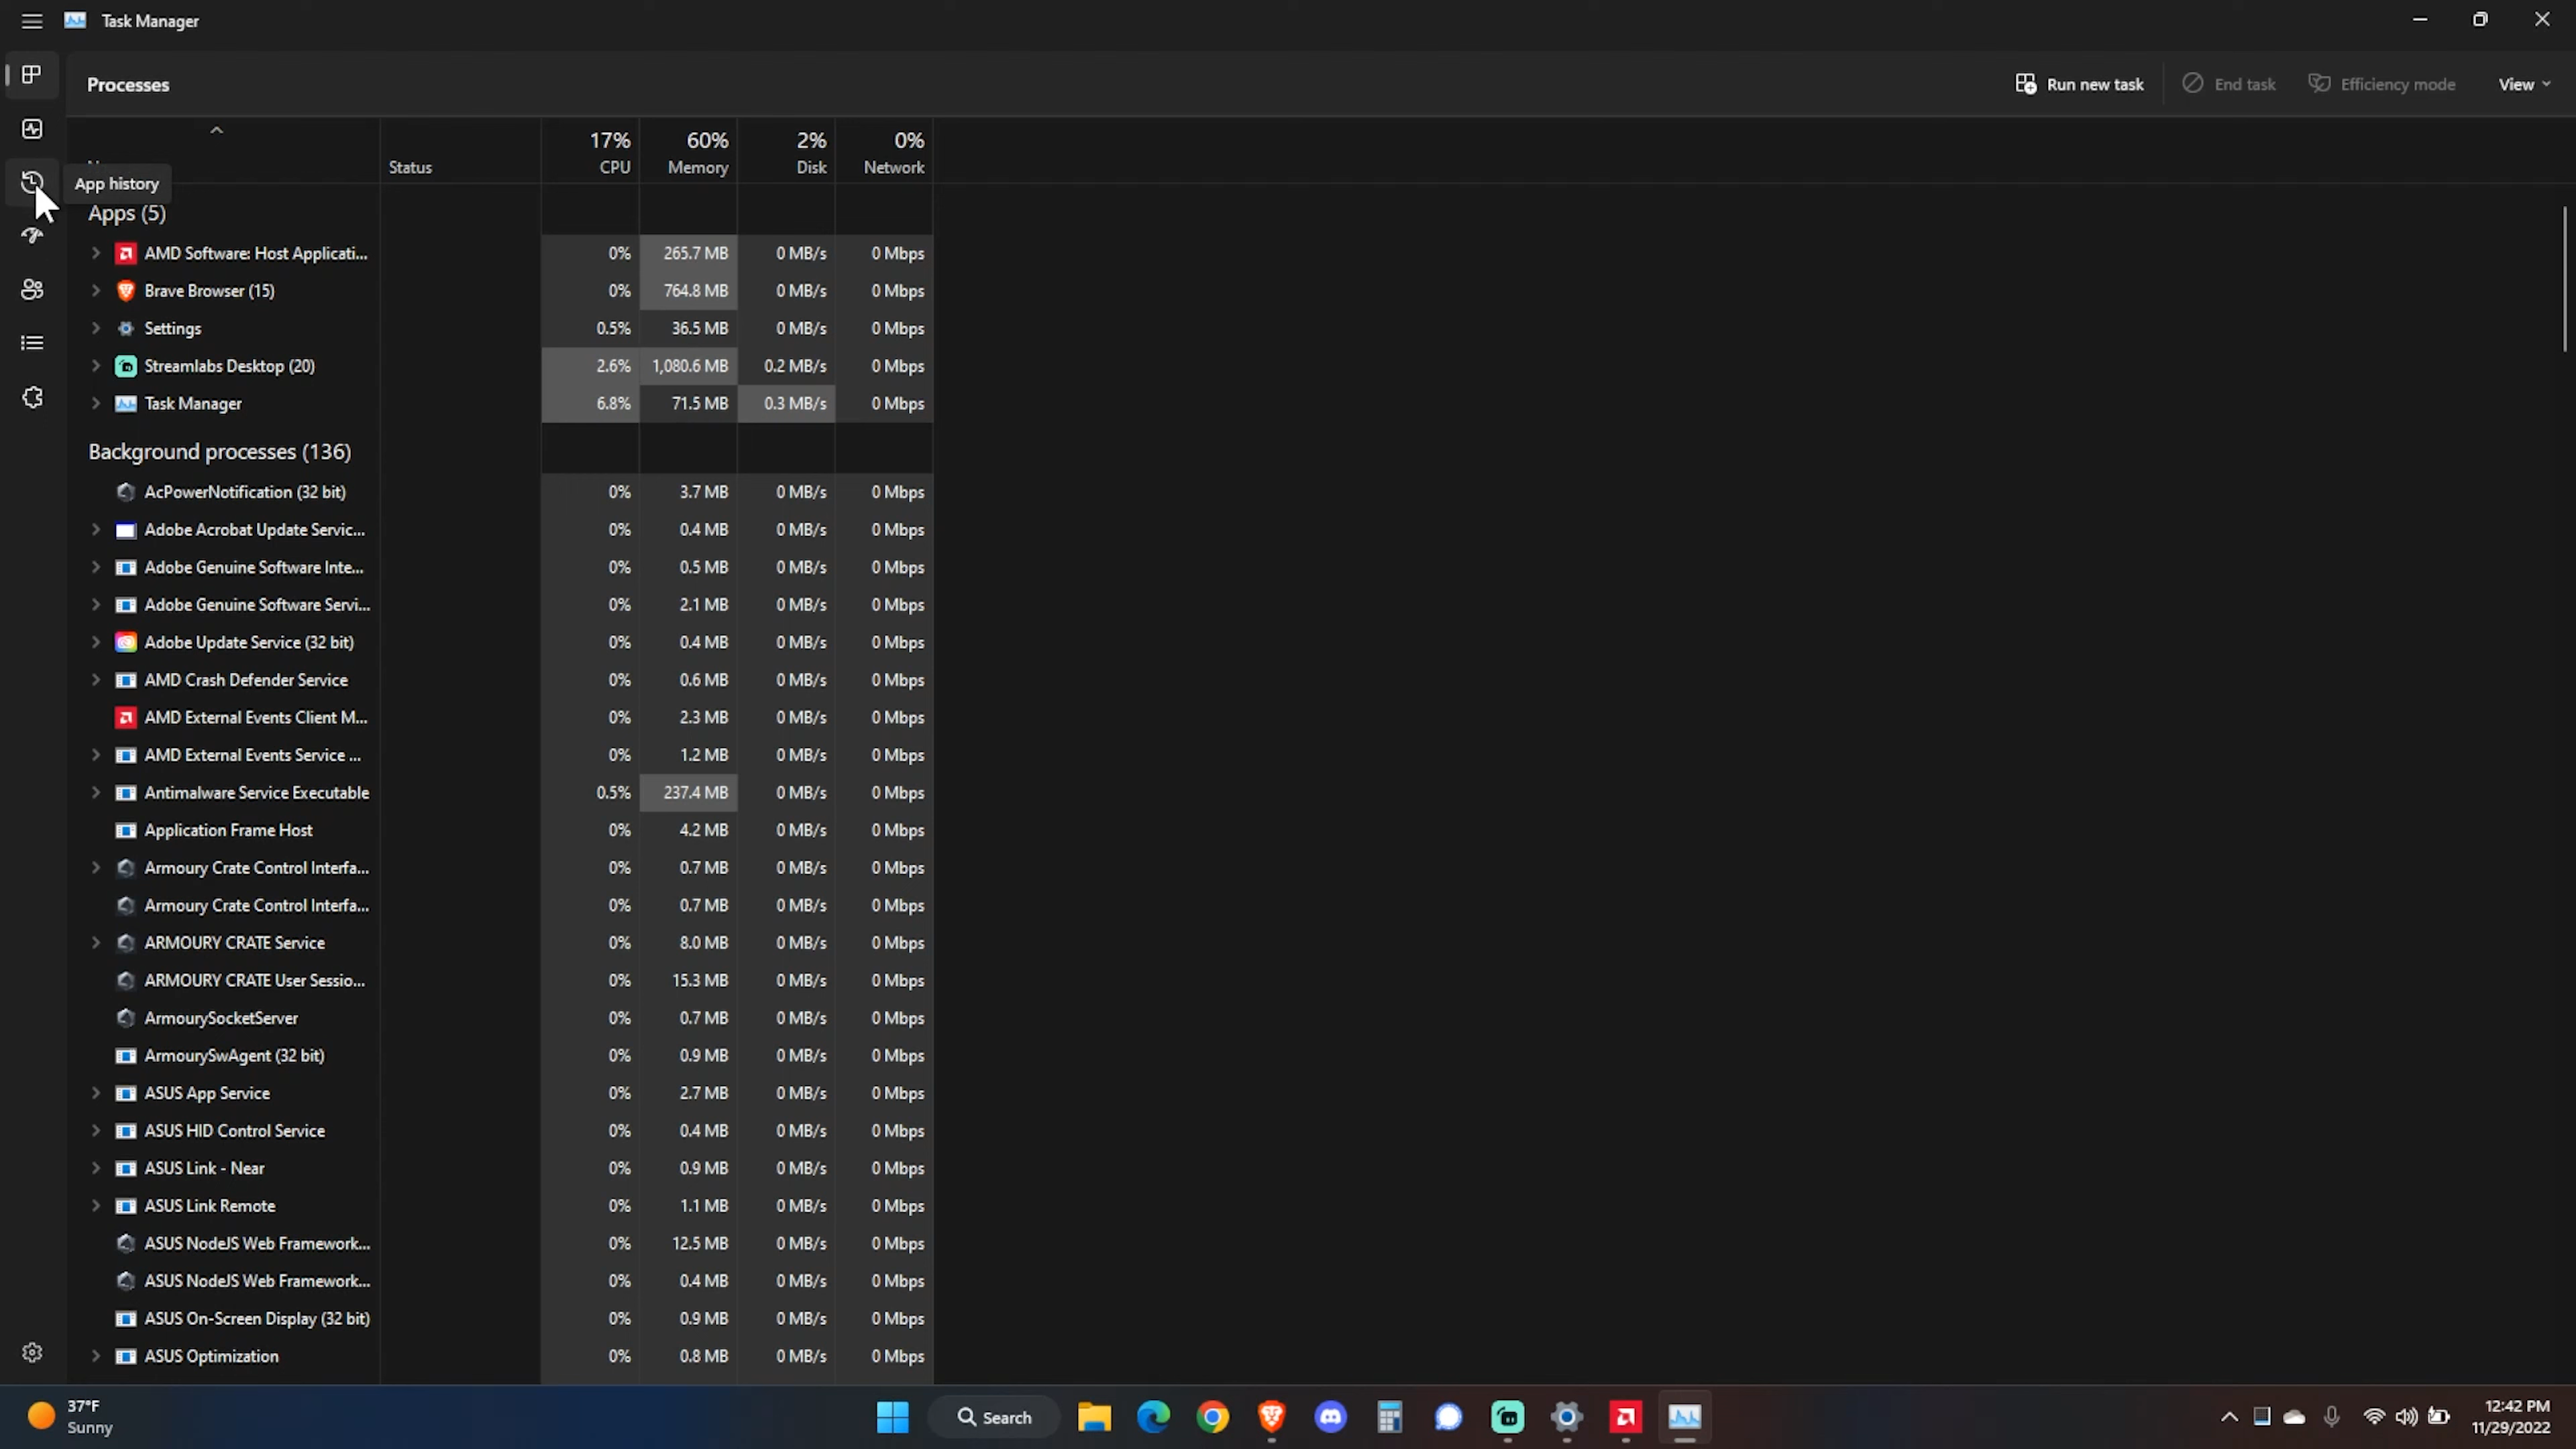 Task Manager
Processes
Run new task
End task
Efficiency mode
View
17% 60% 2% 0%
Status CPU Memory Disk Network
App history
Apps (5)
AMD Software: Host Applicati... 0% 265.7 MB 0 MB/s 0 Mbps
Brave Browser (15) 0% 764.8 MB 0 MB/s 0 Mbps
Settings 0.5% 36.5 MB 0 MB/s 0 Mbps
Streamlabs Desktop (20) 2.6% 1,080.6 MB 0.2 MB/s 0 Mbps
Task Manager 6.8% 71.5 MB 0.3 MB/s 0 Mbps
Background processes (136)
AcPowerNotification (32 bit) 0% 3.7 MB 0 MB/s 0 Mbps
Adobe Acrobat Update Servic... 0% 0.4 MB 0 MB/s 0 Mbps
Adobe Genuine Software Inte... 0% 0.5 MB 0 MB/s 0 Mbps
Adobe Genuine Software Servi... 0% 2.1 MB 0 MB/s 0 Mbps
Adobe Update Service (32 bit) 0% 0.4 MB 0 MB/s 0 Mbps
AMD Crash Defender Service 0% 0.6 MB 0 MB/s 0 Mbps
AMD External Events Client M... 0% 2.3 MB 0 MB/s 0 Mbps
AMD External Events Service ... 0% 1.2 MB 0 MB/s 0 Mbps
Antimalware Service Executable 0.5% 237.4 MB 0 MB/s 0 Mbps
Application Frame Host 0% 4.2 MB 0 MB/s 0 Mbps
Armoury Crate Control Interfa... 0% 0.7 MB 0 MB/s 0 Mbps
Armoury Crate Control Interfa... 0% 0.7 MB 0 MB/s 0 Mbps
ARMOURY CRATE Service 0% 8.0 MB 0 MB/s 0 Mbps
ARMOURY CRATE User Sessio... 0% 15.3 MB 0 MB/s 0 Mbps
ArmourySocketServer 0% 0.7 MB 0 MB/s 0 Mbps
ArmourySwAgent (32 bit) 0% 0.9 MB 0 MB/s 0 Mbps
ASUS App Service 0% 2.7 MB 0 MB/s 0 Mbps
ASUS HID Control Service 0% 0.4 MB 0 MB/s 0 Mbps
ASUS Link - Near 0% 0.9 MB 0 MB/s 0 Mbps
ASUS Link Remote 0% 1.1 MB 0 MB/s 0 Mbps
ASUS NodeJS Web Framework... 0% 12.5 MB 0 MB/s 0 Mbps
ASUS NodeJS Web Framework... 0% 0.4 MB 0 MB/s 0 Mbps
ASUS On-Screen Display (32 bit) 0% 0.9 MB 0 MB/s 0 Mbps
ASUS Optimization 0% 0.8 MB 0 MB/s 0 Mbps
37°F
Sunny
Search
12:42 PM
11/29/2022